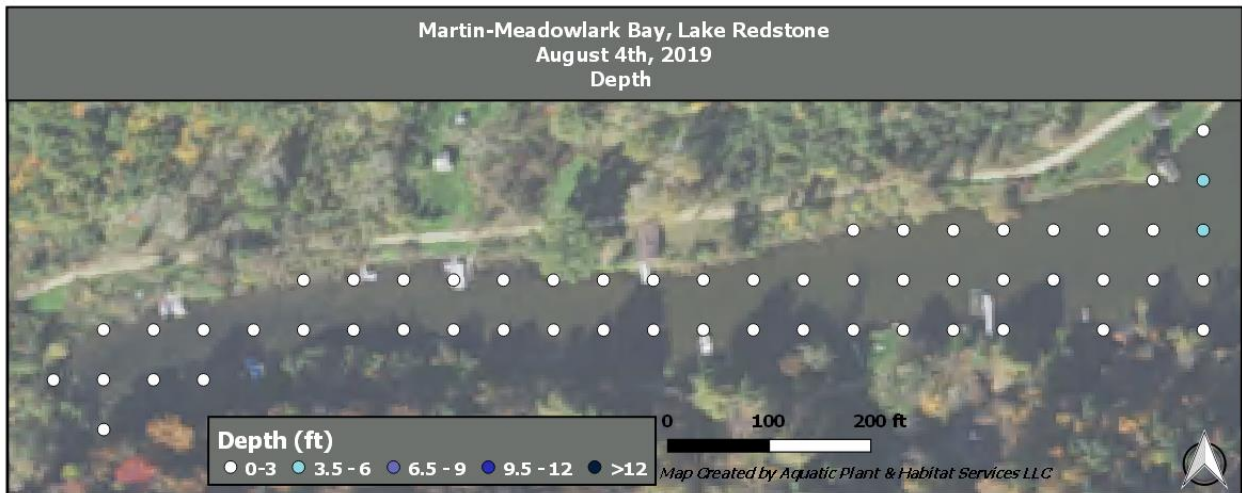 Martin-Meadowlark Bay, Lake Redstone
August 4th, 2019
Depth
Depth (ft)
0-3 3.5 - 6 6.5 - 9 9.5 - 12 >12
0 100 200 ft
Map Created by Aquatic Plant & Habitat Services LLC